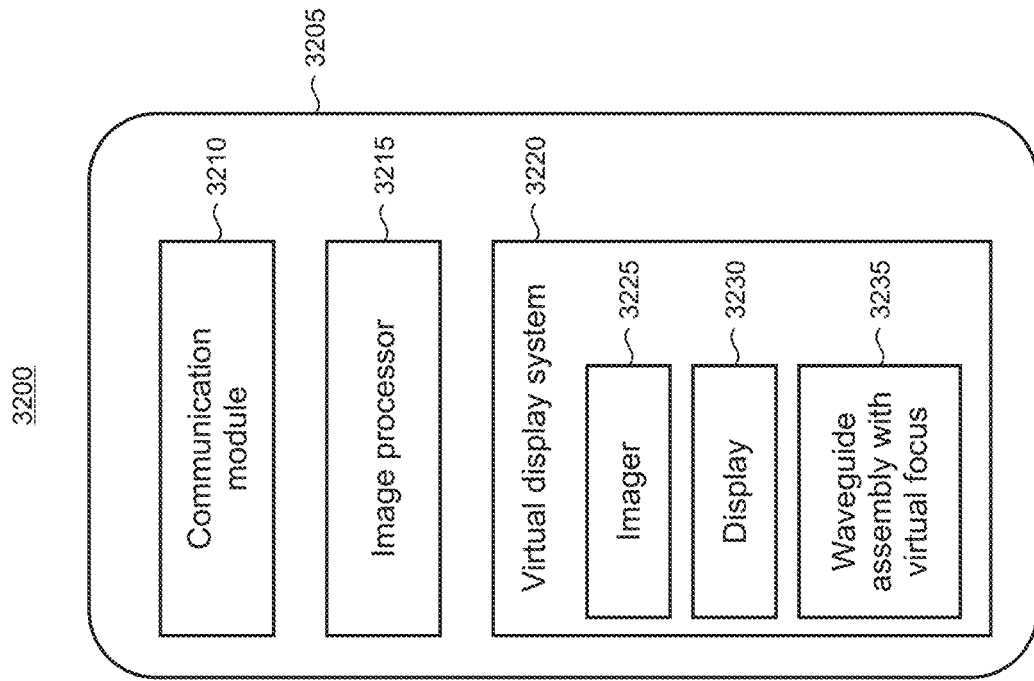 3200
3205
Communication
module
3210
Image processor
3215
Virtual display system
3220
Imager
3225
Display
3230
Waveguide
assembly with
virtual focus
3235